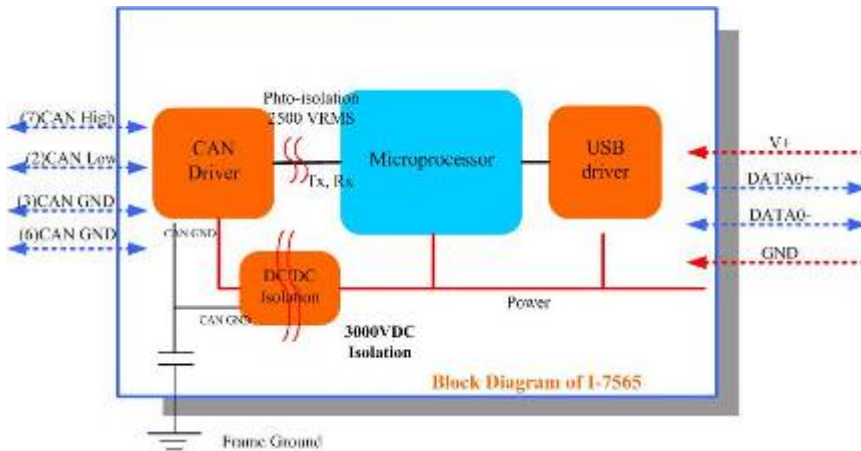 Phto-isolation
2500 VRMS
(7)CAN High
(2)CAN Low
(3)CAN GND
(6)CAN GND
CAN
Driver
Tx, Rx
Microprocessor
USB
driver
V+
DATA0+
DATA0-
GND
CAN GND
DC/DC
Isolation
CAN GND
Power
3000VDC
Isolation
Block Diagram of I-7565
Frame Ground